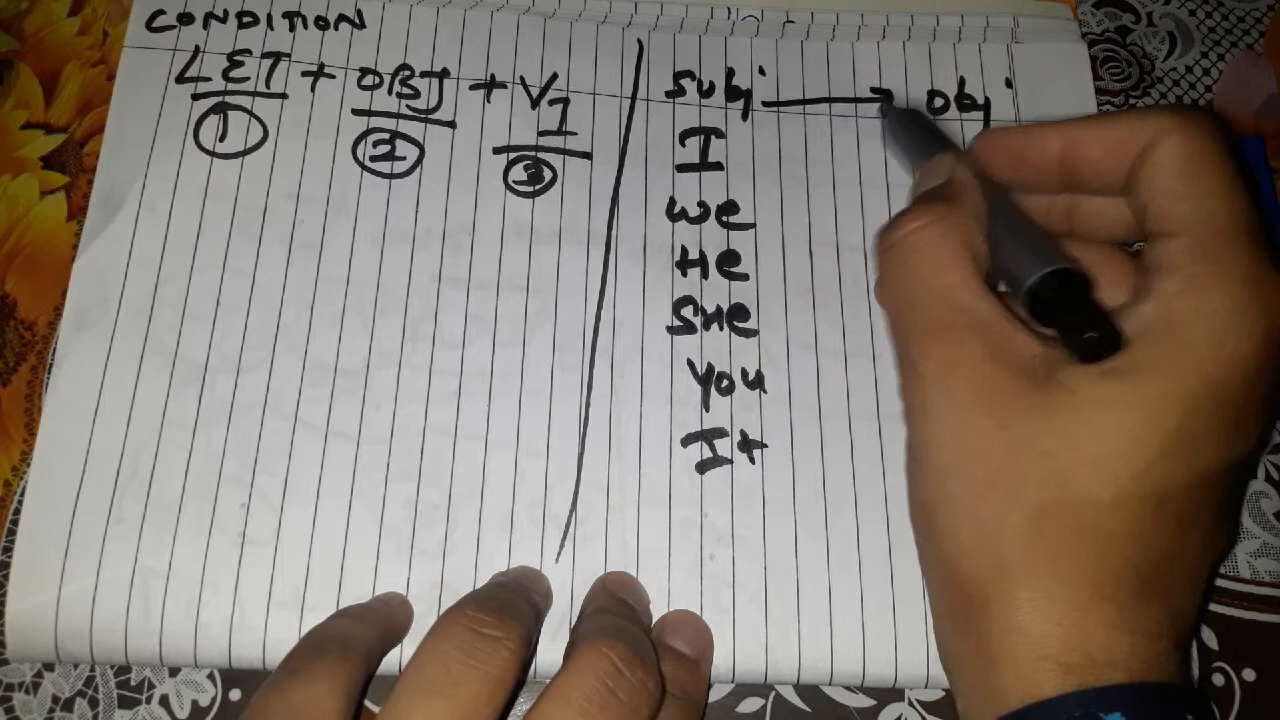 CONDITION
LET + OBJ + V1
1 2 3
Subj → Obj
I
we
He
She
you
It